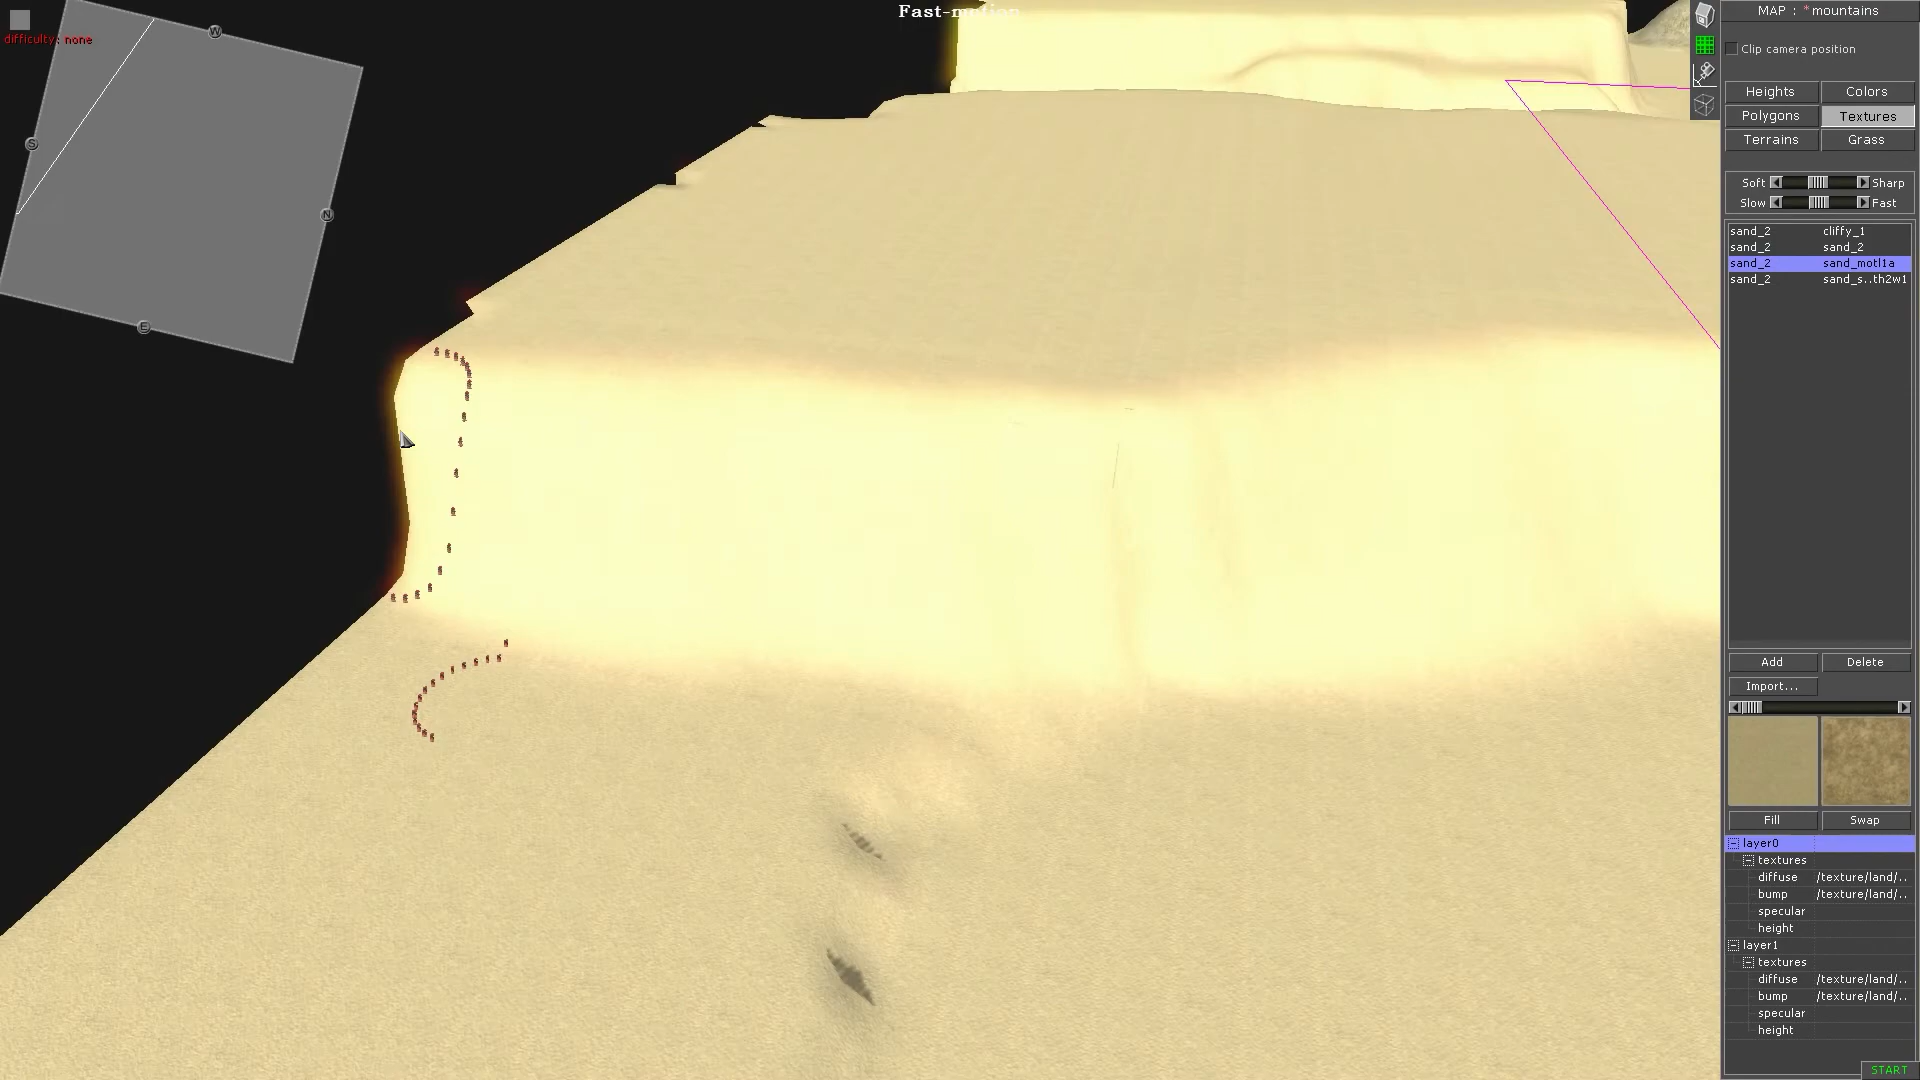 Fast-motion
difficulty: none
W
S
N
E
MAP : *mountains
Clip camera position
Heights Colors
Polygons Textures
Terrains Grass
Soft Sharp
Slow Fast
sand_2 cliffy_1
sand_2 sand_2
sand_2 sand_motl1a
sand_2 sand_s..th2w1
Add Delete
Import...
Fill Swap
layer0
textures
diffuse /texture/land/..
bump /texture/land/..
specular
height
layer1
textures
diffuse /texture/land/..
bump /texture/land/..
specular
height
START